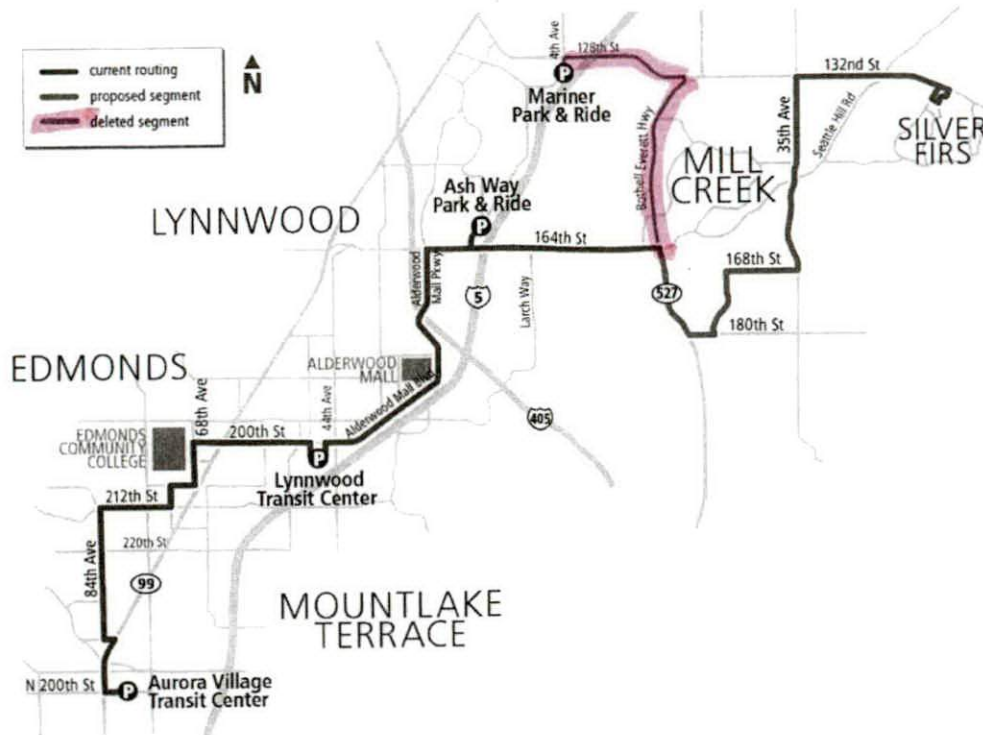 current routing
proposed segment
deleted segment
N
4th Ave
128th St
Mariner
Park & Ride
132nd St
35th Ave
Seattle Hill Rd
SILVER
FIRS
Bothell Everett Hwy
MILL
CREEK
Ash Way
Park & Ride
LYNNWOOD
164th St
168th St
Alderwood
Mall Pkwy
5
Larch Way
527
180th St
EDMONDS
ALDERWOOD
MALL
68th Ave
44th Ave
Alderwood Mall Blvd
405
200th St
EDMONDS
COMMUNITY
COLLEGE
Lynnwood
Transit Center
212th St
220th St
84th Ave
99
MOUNTLAKE
TERRACE
N 200th St
Aurora Village
Transit Center
P
P
P
P